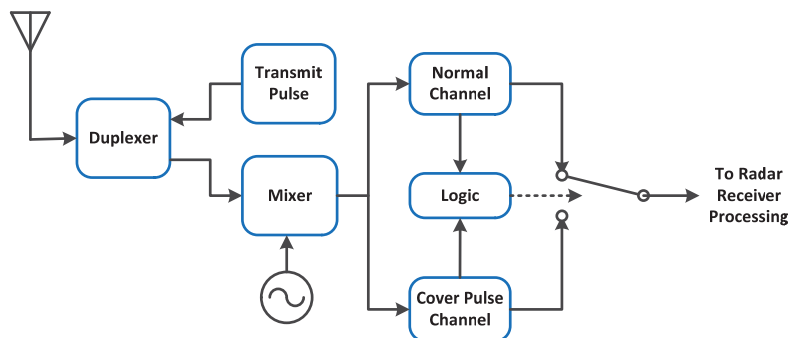 Transmit
Pulse
Duplexer
Mixer
Normal
Channel
Logic
Cover Pulse
Channel
To Radar
Receiver
Processing